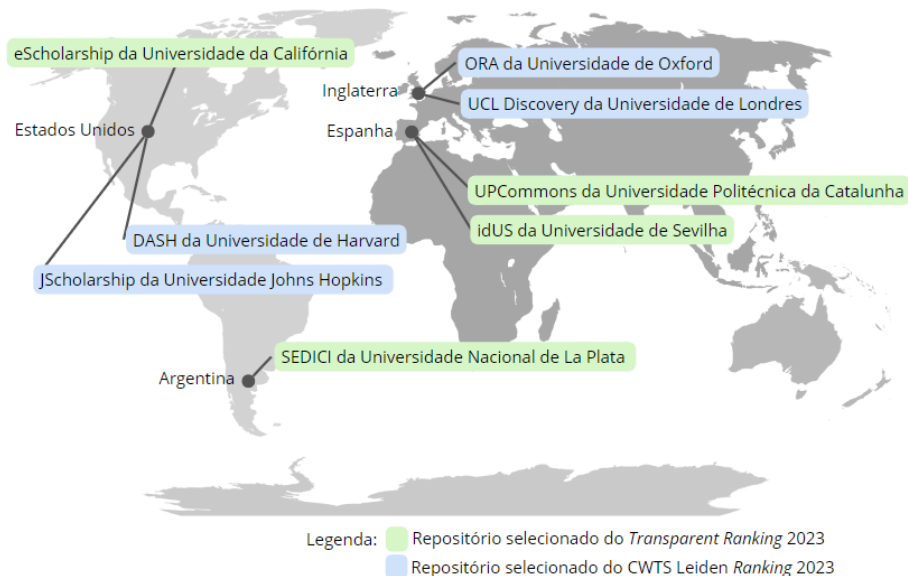 eScholarship da Universidade da Califórnia
ORA da Universidade de Oxford
Inglaterra
UCL Discovery da Universidade de Londres
Estados Unidos
Espanha
UPCommons da Universidade Politécnica da Catalunha
idUS da Universidade de Sevilha
DASH da Universidade de Harvard
JScholarship da Universidade Johns Hopkins
SEDICI da Universidade Nacional de La Plata
Argentina
Legenda: Repositório selecionado do Transparent Ranking 2023
Repositório selecionado do CWTS Leiden Ranking 2023